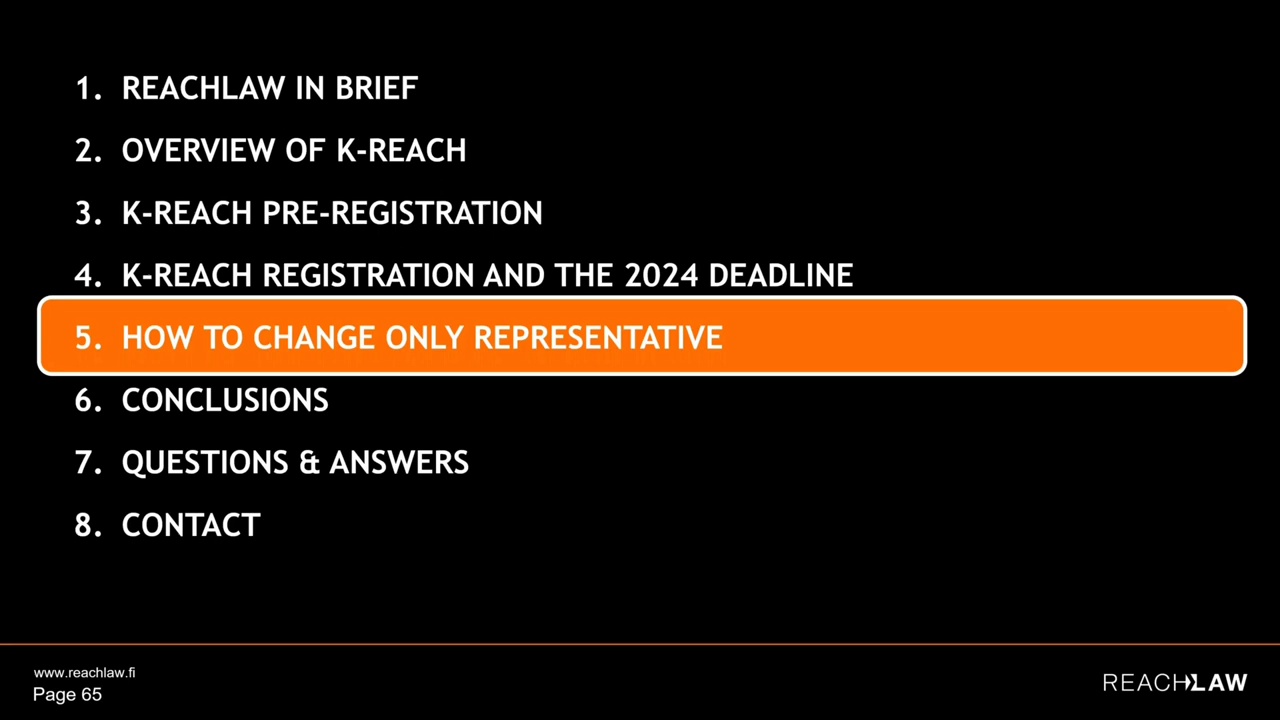 1. REACHLAW IN BRIEF
2. OVERVIEW OF K-REACH
3. K-REACH PRE-REGISTRATION
4. K-REACH REGISTRATION AND THE 2024 DEADLINE
5. HOW TO CHANGE ONLY REPRESENTATIVE
6. CONCLUSIONS
7. QUESTIONS & ANSWERS
8. CONTACT
www.reachlaw.fi
Page 65
REACHLAW